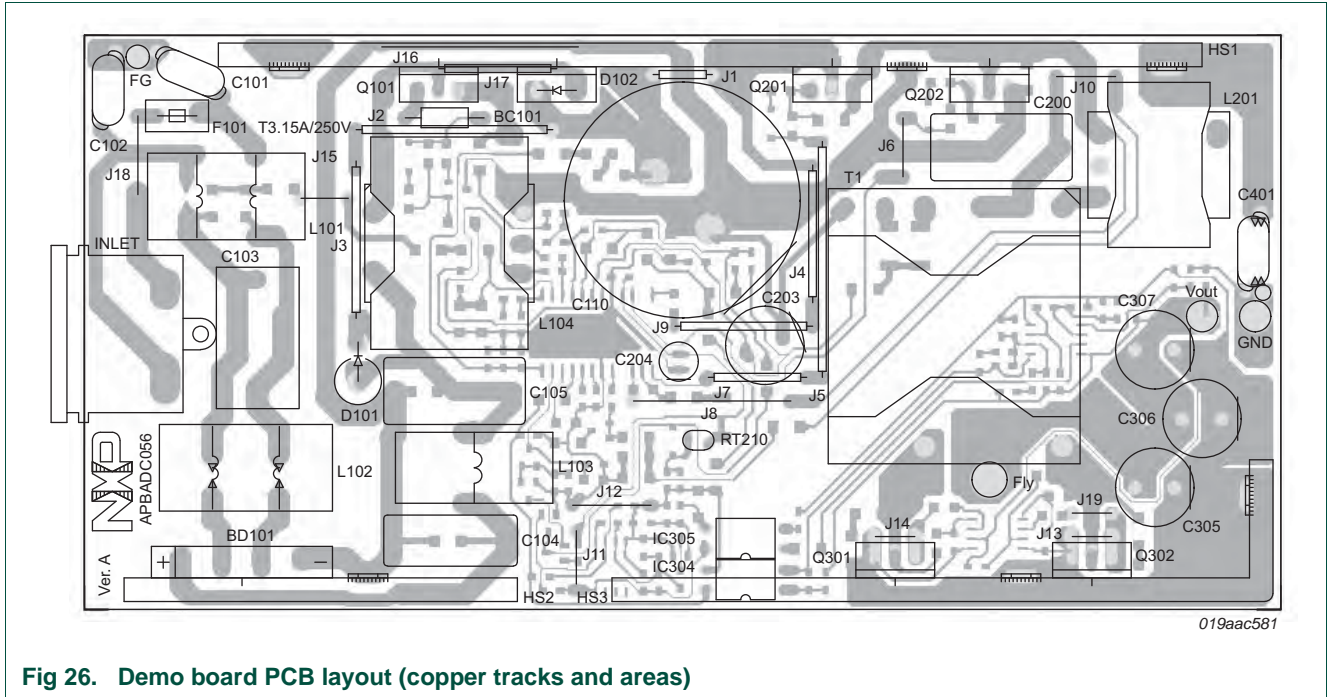 HS1
J16
FG
C101
Q101
J17
D102
J1
Q201
Q202
C200
J10
L201
F101
J2
BC101
T3.15A/250V
C102
J18
J15
J6
T1
C401
L101
J3
INLET
C103
J4
C110
C203
C307
Vout
L104
J9
GND
C204
D101
C105
J7
J5
J8
C306
RT210
NXP
APBADC056
L102
L103
Fly
J12
J19
C305
BD101
C104
J11
IC305
J14
J13
IC304
Q301
Q302
+
−
Ver. A
HS2
HS3
019aac581
Fig 26. Demo board PCB layout (copper tracks and areas)